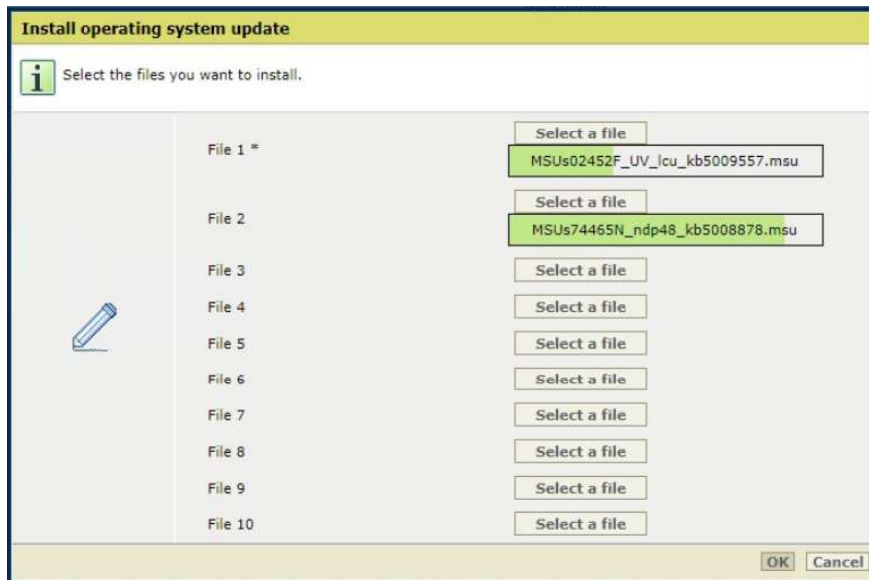 Install operating system update
i Select the files you want to install.
File 1 * Select a file
MSUs02452F_UV_lcu_kb5009557.msu
File 2 Select a file
MSUs74465N_ndp48_kb5008878.msu
File 3 Select a file
File 4 Select a file
File 5 Select a file
File 6 Select a file
File 7 Select a file
File 8 Select a file
File 9 Select a file
File 10 Select a file
OK Cancel